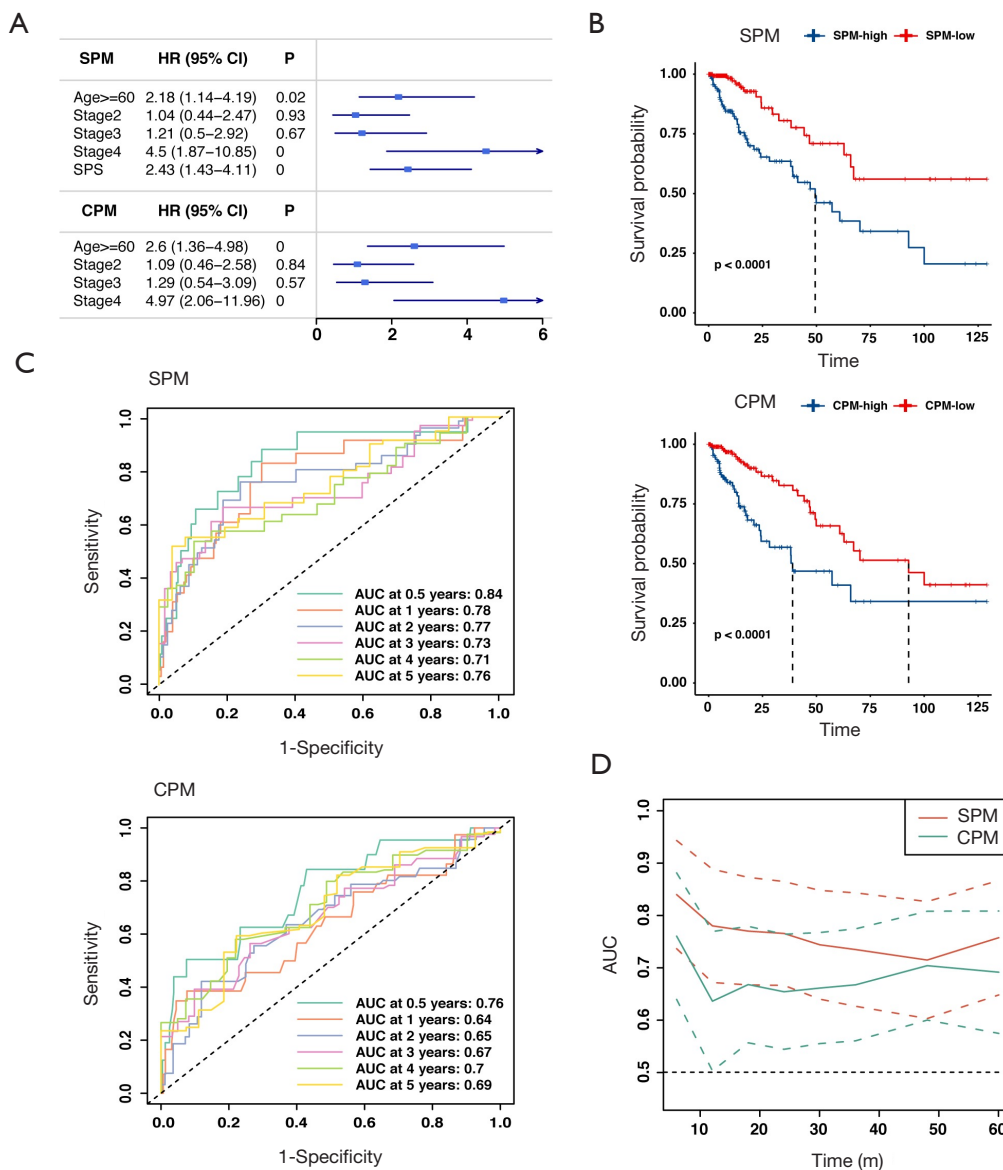 A
SPM HR (95% CI) P
Age>=60 2.18 (1.14–4.19) 0.02
Stage2 1.04 (0.44–2.47) 0.93
Stage3 1.21 (0.5–2.92) 0.67
Stage4 4.5 (1.87–10.85) 0
SPS 2.43 (1.43–4.11) 0
CPM HR (95% CI) P
Age>=60 2.6 (1.36–4.98) 0
Stage2 1.09 (0.46–2.58) 0.84
Stage3 1.29 (0.54–3.09) 0.57
Stage4 4.97 (2.06–11.96) 0
0 2 4 6
B
SPM SPM-high SPM-low
Survival probability
1.00
0.75
0.50
0.25
0.00
p < 0.0001
0 25 50 75 100 125
Time
CPM CPM-high CPM-low
Survival probability
1.00
0.75
0.50
0.25
0.00
p < 0.0001
0 25 50 75 100 125
Time
C
SPM
Sensitivity
1.0
0.8
0.6
0.4
0.2
0.0
AUC at 0.5 years: 0.84
AUC at 1 years: 0.78
AUC at 2 years: 0.77
AUC at 3 years: 0.73
AUC at 4 years: 0.71
AUC at 5 years: 0.76
0.0 0.2 0.4 0.6 0.8 1.0
1-Specificity
CPM
Sensitivity
1.0
0.8
0.6
0.4
0.2
0.0
AUC at 0.5 years: 0.76
AUC at 1 years: 0.64
AUC at 2 years: 0.65
AUC at 3 years: 0.67
AUC at 4 years: 0.7
AUC at 5 years: 0.69
0.0 0.2 0.4 0.6 0.8 1.0
1-Specificity
D
SPM
CPM
AUC
1.0
0.9
0.8
0.7
0.6
0.5
10 20 30 40 50 60
Time (m)